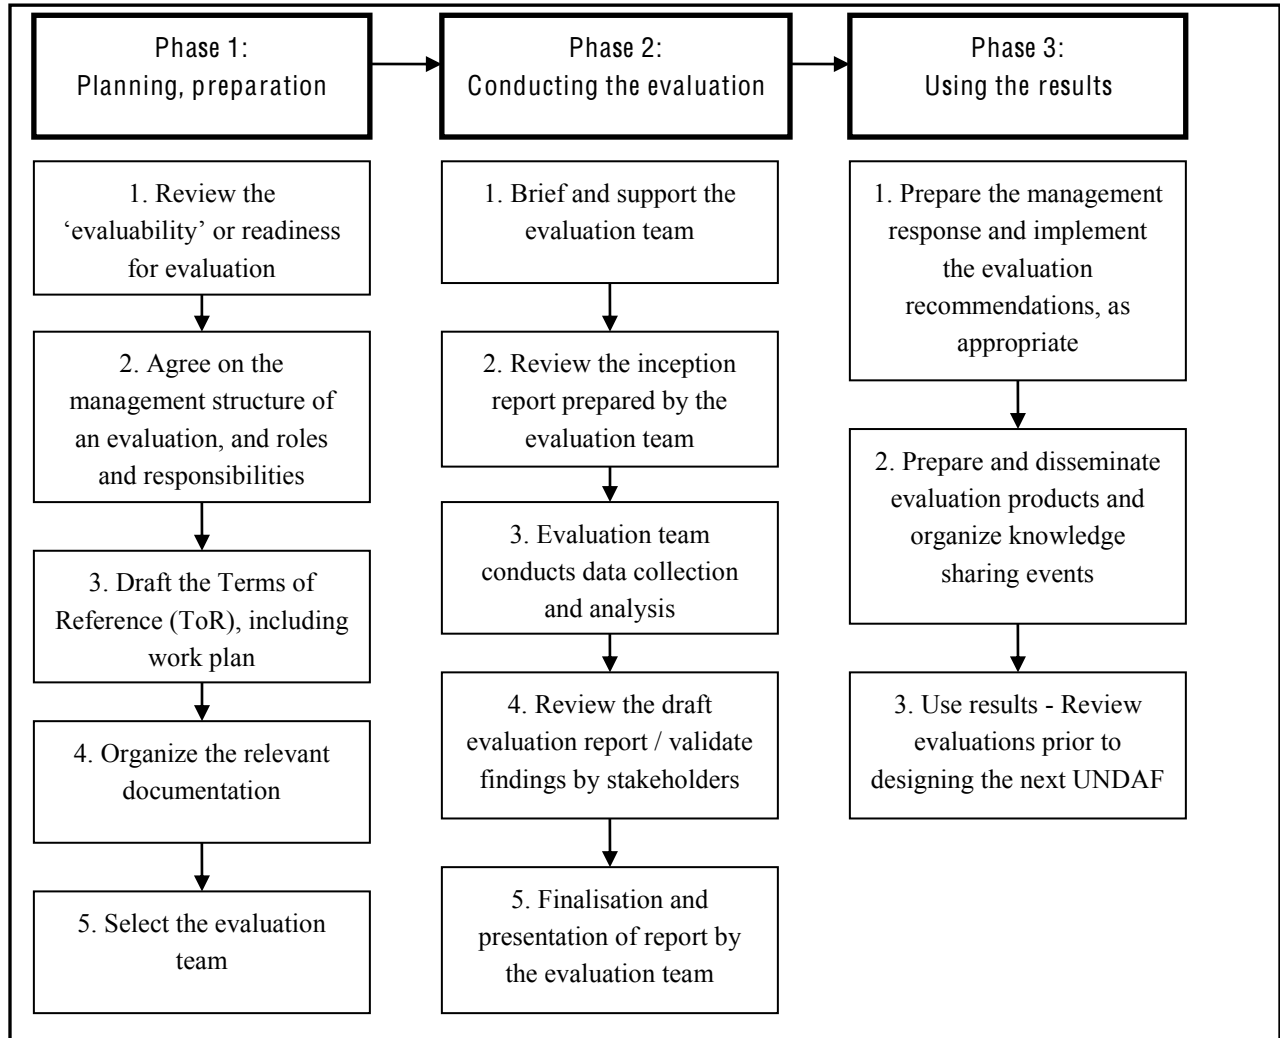 Phase 1:
Planning, preparation
1. Review the
‘evaluability’ or readiness
for evaluation
2. Agree on the
management structure of
an evaluation, and roles
and responsibilities
3. Draft the Terms of
Reference (ToR), including
work plan
4. Organize the relevant
documentation
5. Select the evaluation
team
Phase 2:
Conducting the evaluation
1. Brief and support the
evaluation team
2. Review the inception
report prepared by the
evaluation team
3. Evaluation team
conducts data collection
and analysis
4. Review the draft
evaluation report / validate
findings by stakeholders
5. Finalisation and
presentation of report by
the evaluation team
Phase 3:
Using the results
1. Prepare the management
response and implement
the evaluation
recommendations, as
appropriate
2. Prepare and disseminate
evaluation products and
organize knowledge
sharing events
3. Use results - Review
evaluations prior to
designing the next UNDAF